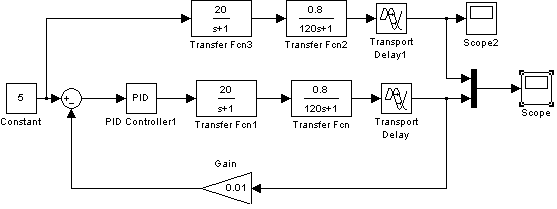 20
s+1
Transfer Fcn3
0.8
120s+1
Transfer Fcn2
Transport
Delay1
Scope2
5
Constant
+
-
PID
PID Controller1
20
s+1
Transfer Fcn1
0.8
120s+1
Transfer Fcn
Transport
Delay
Scope
Gain
0.01